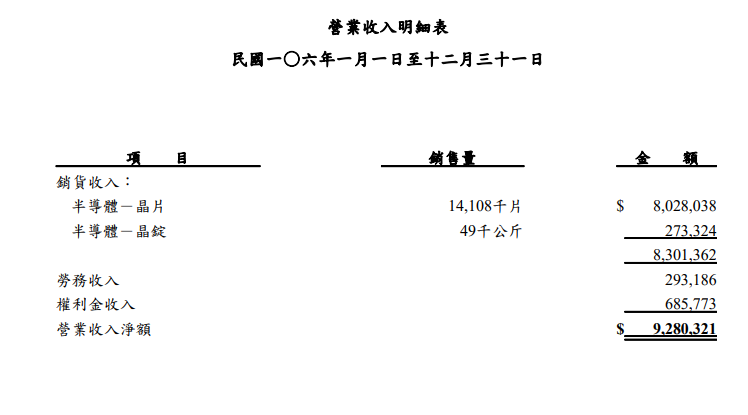 營業收入明細表
民國一〇六年一月一日至十二月三十一日
項 目 銷售量 金 額
銷貨收入：
半導體－晶片 14,108千片 $ 8,028,038
半導體－晶錠 49千公斤 273,324
8,301,362
勞務收入 293,186
權利金收入 685,773
營業收入淨額 $ 9,280,321